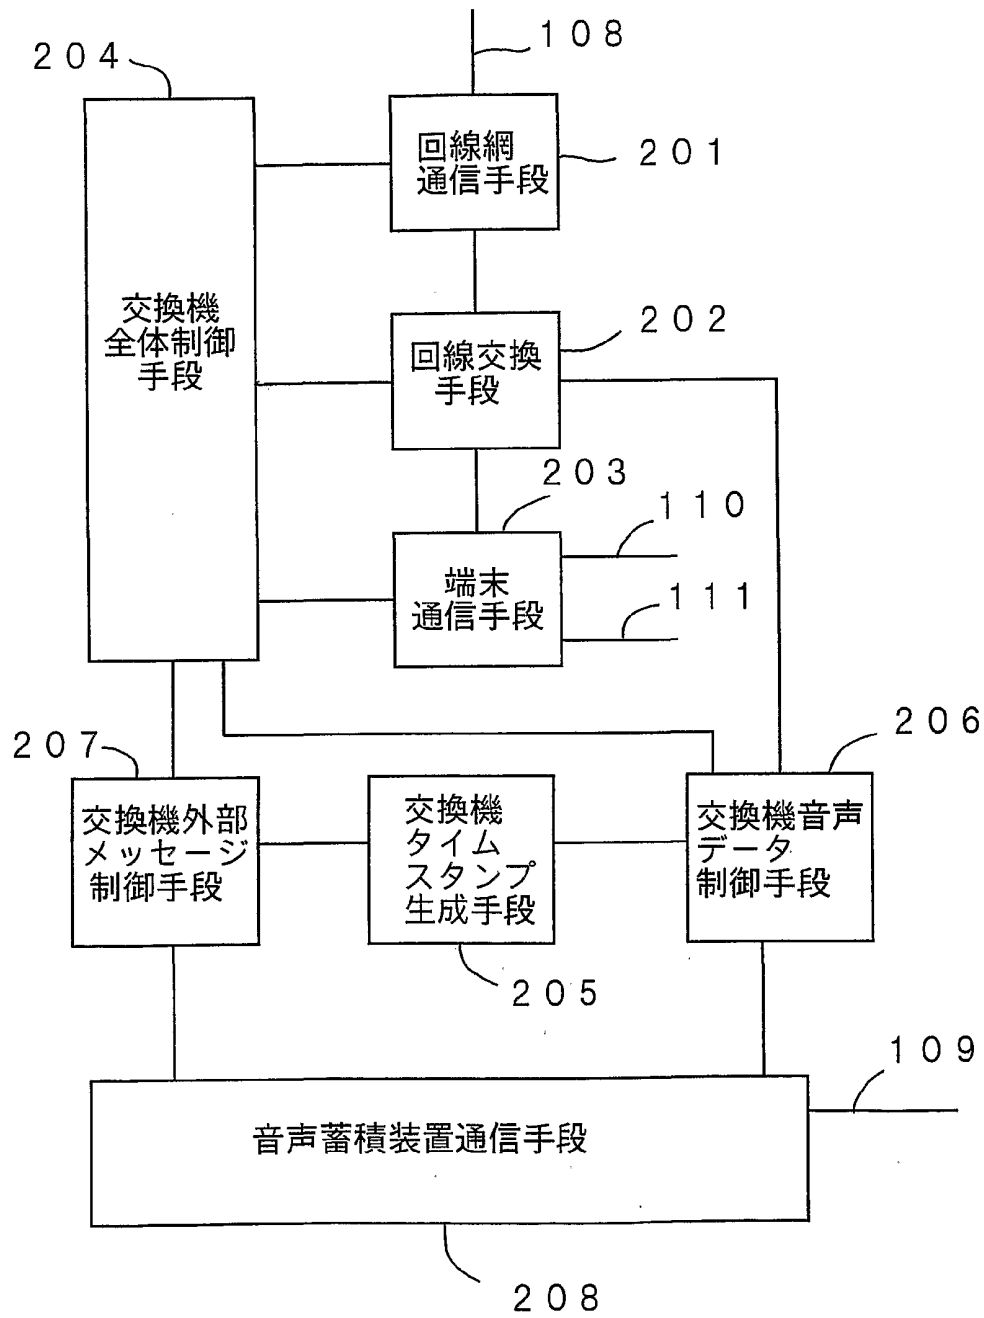 １０８
２０４
回線網
通信手段
２０１
交換機
全体制御
手段
回線交換
手段
２０２
２０３
１１０
端末
通信手段
１１１
２０７
２０６
交換機外部
メッセージ
制御手段
交換機
タイム
スタンプ
生成手段
交換機音声
データ
制御手段
２０５
１０９
音声蓄積装置通信手段
２０８